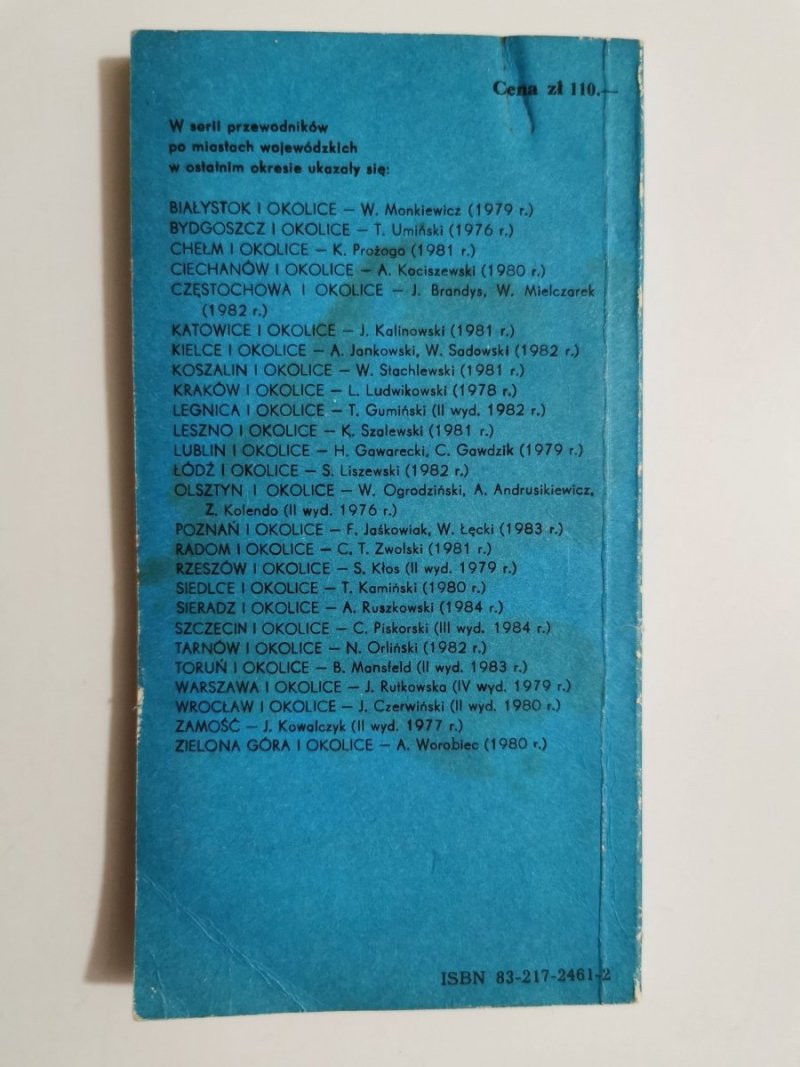 Cena zł 110.—
W serii przewodników
po miastach wojewódzkich
w ostatnim okresie ukazały się:
BIAŁYSTOK I OKOLICE — W. Monkiewicz (1979 r.)
BYDGOSZCZ I OKOLICE — T. Umiński (1976 r.)
CHEŁM I OKOLICE — K. Prożogo (1981 r.)
CIECHANÓW I OKOLICE — A. Kociszewski (1980 r.)
CZĘSTOCHOWA I OKOLICE — J. Brandys, W. Mielczarek
(1982 r.)
KATOWICE I OKOLICE — J. Kalinowski (1981 r.)
KIELCE I OKOLICE — A. Jankowski, W. Sadowski (1982 r.)
KOSZALIN I OKOLICE — W. Stachlewski (1981 r.)
KRAKÓW I OKOLICE — L. Ludwikowski (1978 r.)
LEGNICA I OKOLICE — T. Gumiński (II wyd. 1982 r.)
LESZNO I OKOLICE — K. Szalewski (1981 r.)
LUBLIN I OKOLICE — H. Gawarecki, C. Gawdzik (1979 r.)
ŁÓDŹ I OKOLICE — S. Liszewski (1982 r.)
OLSZTYN I OKOLICE — W. Ogrodziński, A. Andrusikiewicz,
Z. Kolendo (II wyd. 1976 r.)
POZNAŃ I OKOLICE — F. Jaśkowiak, W. Łęcki (1983 r.)
RADOM I OKOLICE — C. T. Zwolski (1981 r.)
RZESZÓW I OKOLICE — S. Kłos (II wyd. 1979 r.)
SIEDLCE I OKOLICE — T. Kamiński (1980 r.)
SIERADZ I OKOLICE — A. Ruszkowski (1984 r.)
SZCZECIN I OKOLICE — C. Piskorski (III wyd. 1984 r.)
TARNÓW I OKOLICE — N. Orliński (1982 r.)
TORUŃ I OKOLICE — B. Mansfeld (II wyd. 1983 r.)
WARSZAWA I OKOLICE — J. Rutkowska (IV wyd. 1979 r.)
WROCŁAW I OKOLICE — J. Czerwiński (II wyd. 1980 r.)
ZAMOŚĆ — J. Kowalczyk (II wyd. 1977 r.)
ZIELONA GÓRA I OKOLICE — A. Worobiec (1980 r.)
ISBN 83-217-2461-2